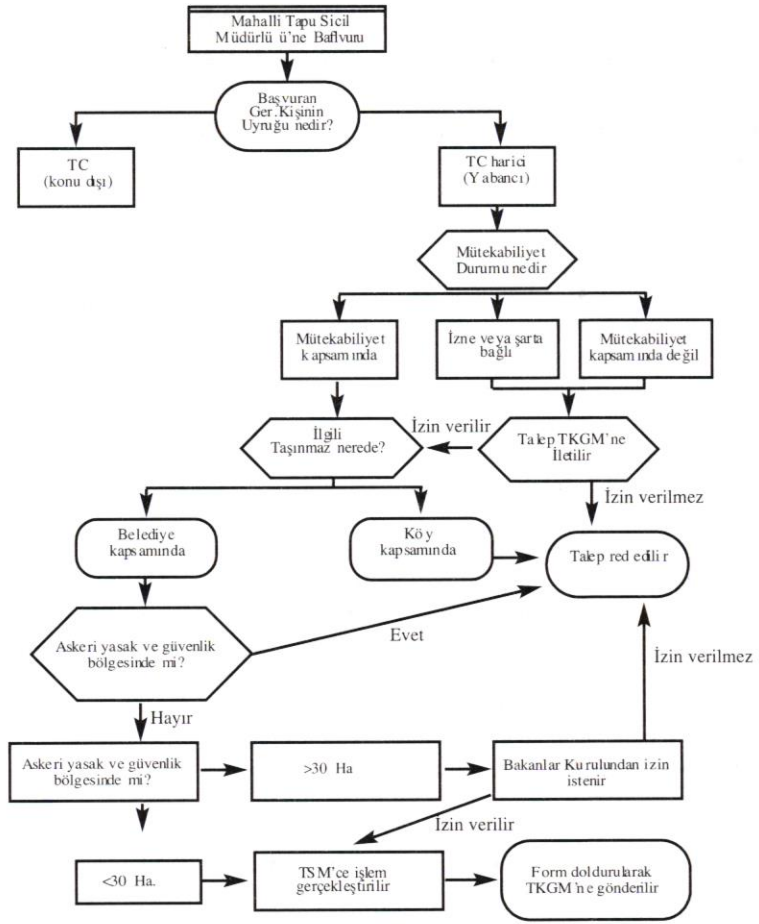 Mahalli Tapu Sicil
Müdürlü ü'ne Baflvuru
Başvuran
Ger.Kişinin
Uyruğu nedir?
TC
(konu dışı)
TC harici
(Yabancı)
Mütekabiliyet
Durumu nedir
Mütekabiliyet
kapsamında
İzne veya şarta
bağlı
Mütekabiliyet
kapsamında değil
İlgili
Taşınmaz nerede?
İzin verilir
Talep TKGM'ne
İletilir
İzin verilmez
Belediye
kapsamında
Köy
kapsamında
Talep red edilir
Askeri yasak ve güvenlik
bölgesinde mi?
Evet
İzin verilmez
Hayır
Askeri yasak ve güvenlik
bölgesinde mi?
>30 Ha
Bakanlar Kurulundan izin
istenir
İzin verilir
<30 Ha.
TSM'ce işlem
gerçekleştirilir
Form doldurularak
TKGM'ne gönderilir